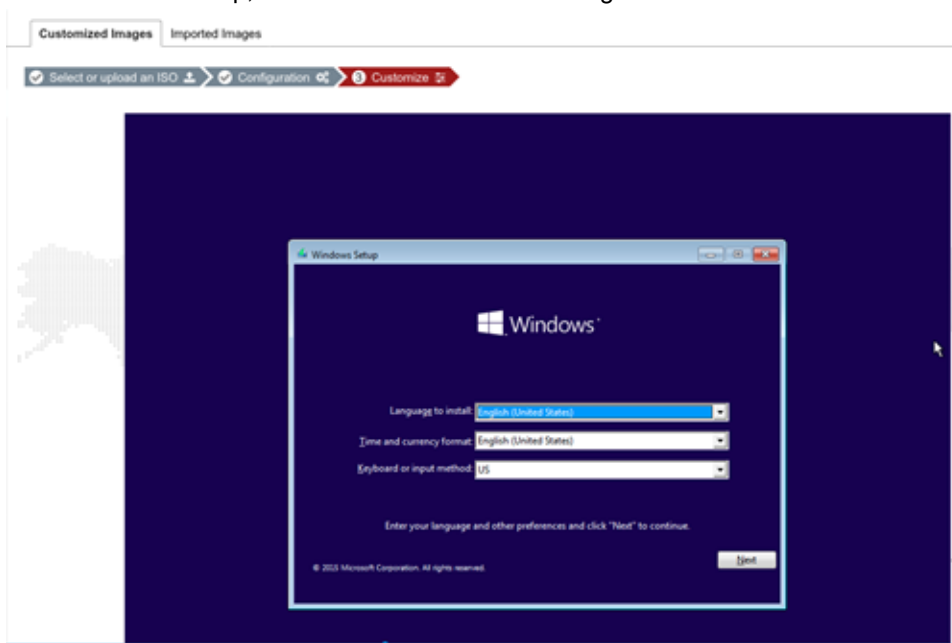 Customized Images Imported Images
Select or upload an ISO Configuration 3 Customize
Windows Setup
Windows
Language to install: English (United States)
Time and currency format: English (United States)
Keyboard or input method: US
Enter your language and other preferences and click "Next" to continue.
© 2015 Microsoft Corporation. All rights reserved.
Next